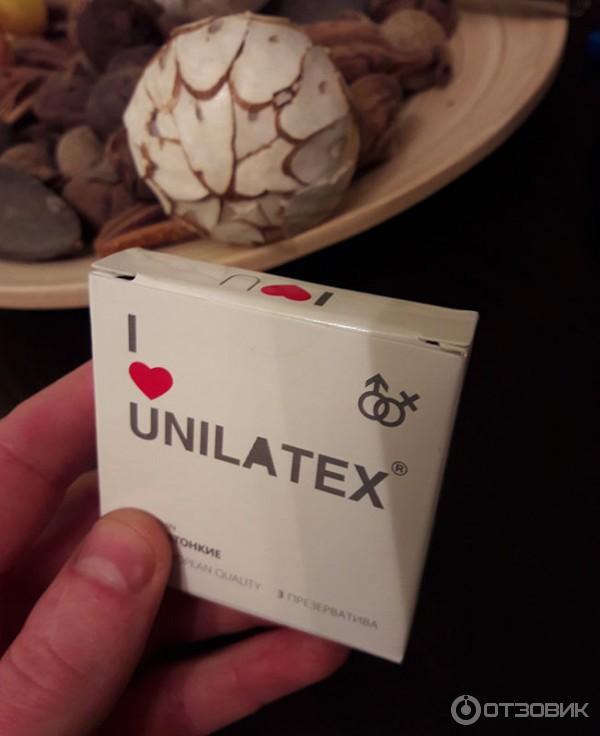 I ♥ U
I
♥
UNILATEX®
ТОНКИЕ
QUALITY
3 ПРЕЗЕРВАТИВА
ОТЗОВИК